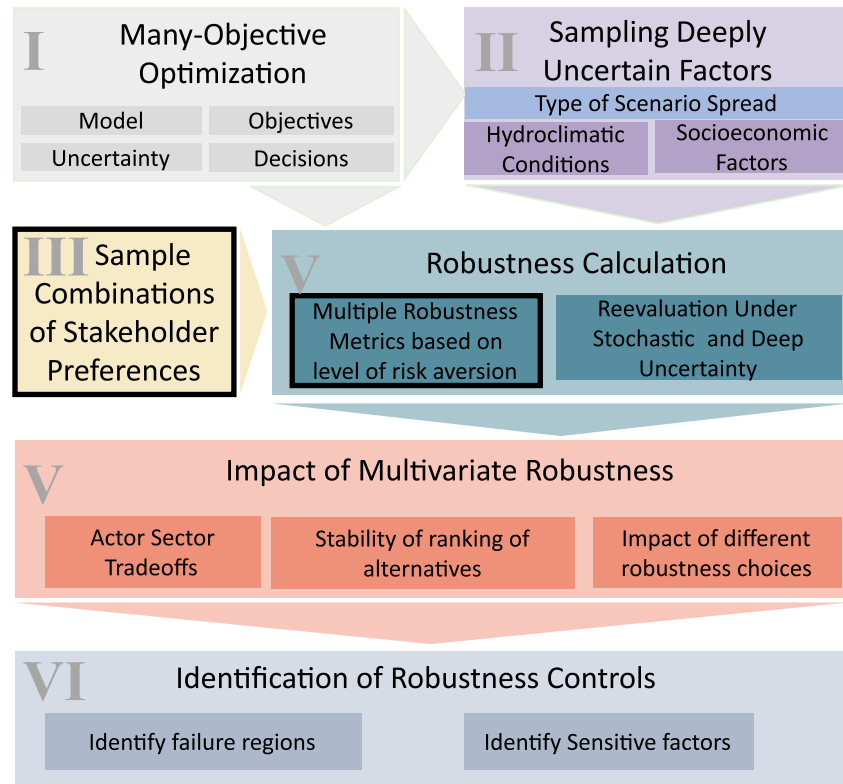 I
Many-Objective
Optimization
Model
Objectives
Uncertainty
Decisions
II
Sampling Deeply
Uncertain Factors
Type of Scenario Spread
Hydroclimatic
Conditions
Socioeconomic
Factors
III
Sample
Combinations
of Stakeholder
Preferences
V
Robustness Calculation
Multiple Robustness
Metrics based on
level of risk aversion
Reevaluation Under
Stochastic and Deep
Uncertainty
V
Impact of Multivariate Robustness
Actor Sector
Tradeoffs
Stability of ranking of
alternatives
Impact of different
robustness choices
VI
Identification of Robustness Controls
Identify failure regions
Identify Sensitive factors